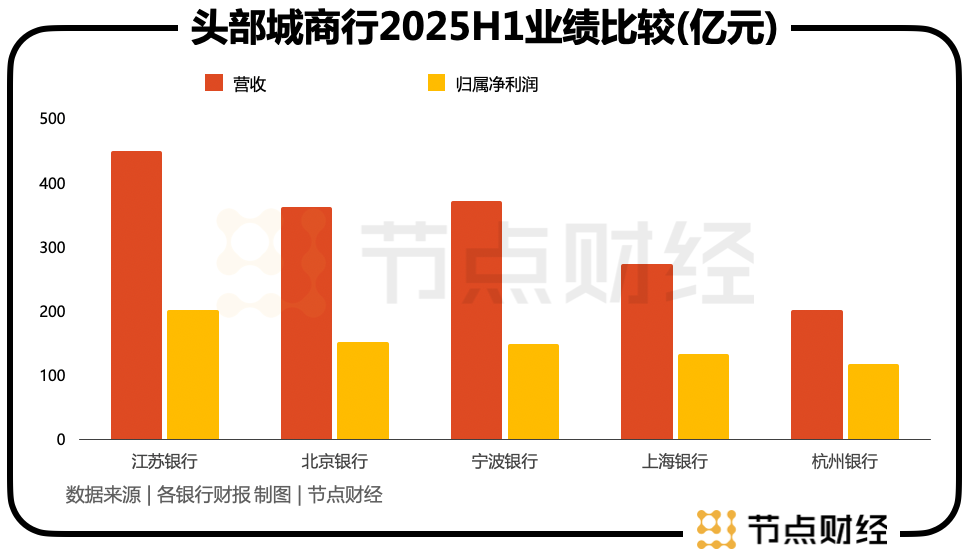 头部城商行2025H1业绩比较(亿元)
营收 归属净利润
500
400
300
200
100
0
节点财经
江苏银行 北京银行 宁波银行 上海银行 杭州银行
数据来源 | 各银行财报 制图 | 节点财经
节点财经